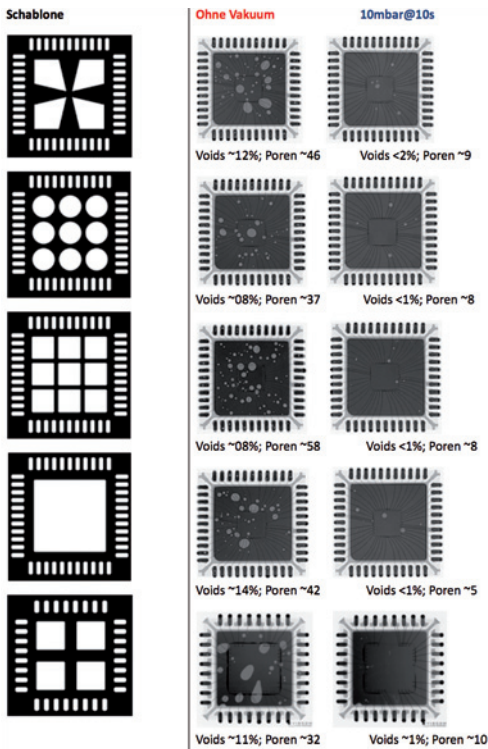 Schablone
Ohne Vakuum
10mbar@10s
Voids ~12%; Poren ~46
Voids <2%; Poren ~9
Voids ~08%; Poren ~37
Voids <1%; Poren ~8
Voids ~08%; Poren ~58
Voids <1%; Poren ~8
Voids ~14%; Poren ~42
Voids <1%; Poren ~5
Voids ~11%; Poren ~32
Voids ~1%; Poren ~10